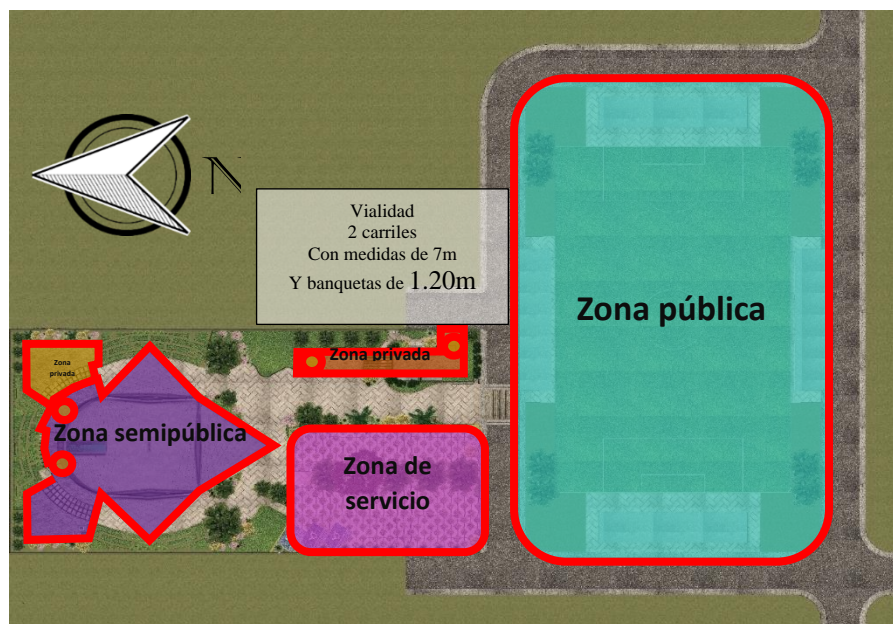 N
Vialidad
2 carriles
Con medidas de 7m
Y banquetas de 1.20m
Zona pública
Zona privada
Zona
privada
Zona semipública
Zona de
servicio